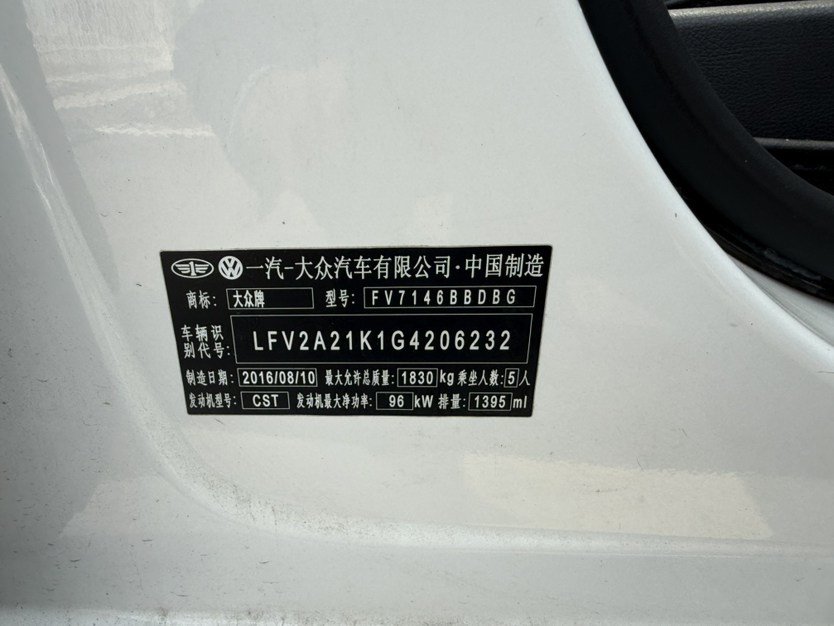 一汽-大众汽车有限公司·中国制造
商标: 大众牌 型号: FV7146BBDBG
车辆识别代号: LFV2A21K1G4206232
制造日期: 2016/08/10 最大允许总质量: 1830 kg 乘坐人数: 5 人
发动机型号: CST 发动机最大净功率: 96 kW 排量: 1395 ml